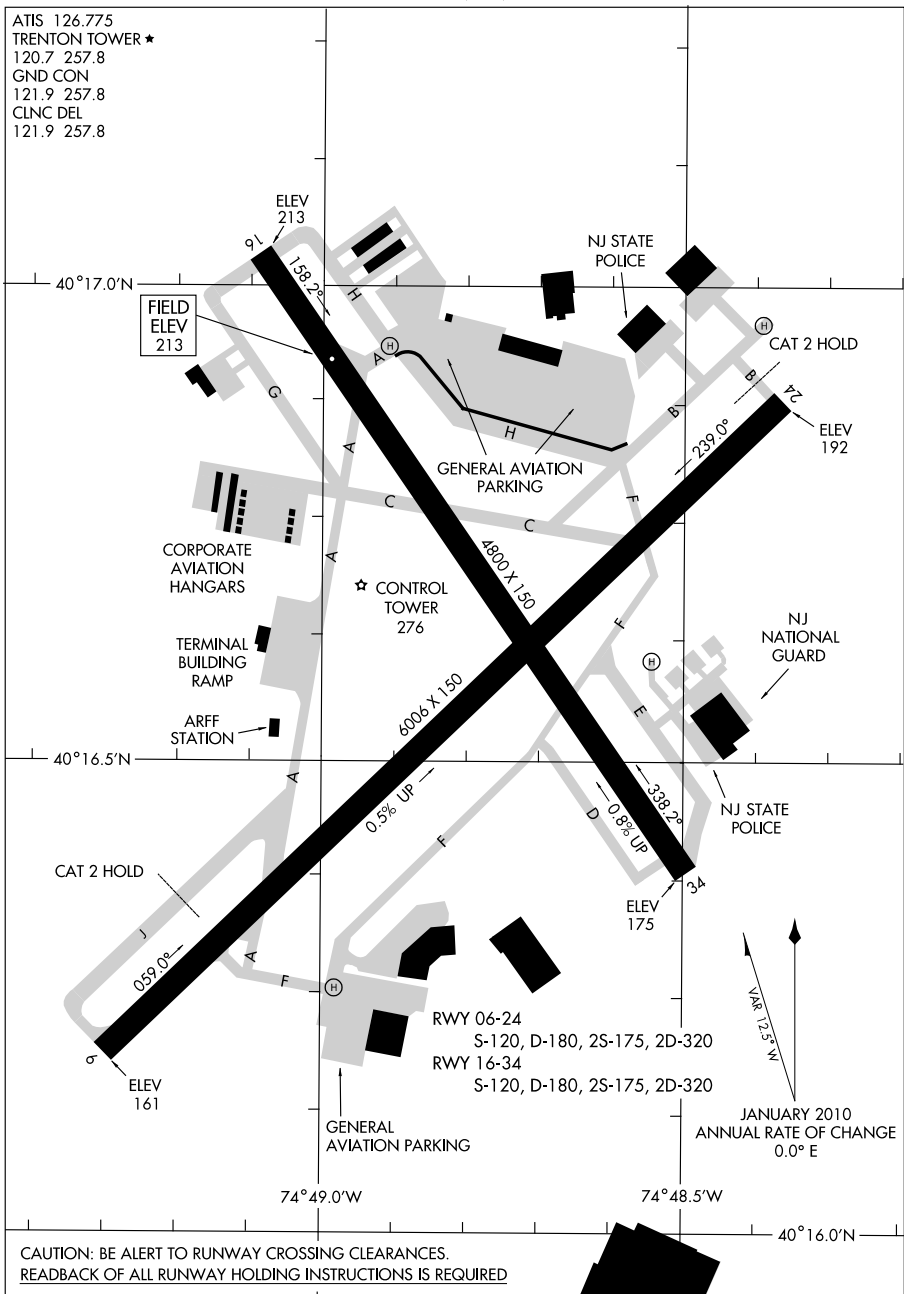 ATIS 126.775
TRENTON TOWER ★
120.7 257.8
GND CON
121.9 257.8
CLNC DEL
121.9 257.8
ELEV
213
16
158.2°
NJ STATE
POLICE
40°17.0'N
FIELD
ELEV
213
H
H
A
H
CAT 2 HOLD
B
24
B
G
ELEV
192
239.0°
A
H
GENERAL AVIATION
PARKING
F
C
C
CORPORATE
AVIATION
HANGARS
A
4800 X 150
CONTROL
TOWER
276
F
NJ
NATIONAL
GUARD
TERMINAL
BUILDING
RAMP
H
6006 X 150
E
ARFF
STATION
40°16.5'N
A
0.5% UP
338.2°
0.8% UP
D
NJ STATE
POLICE
F
CAT 2 HOLD
34
ELEV
175
J
059.0°
A
F
H
VAR 12.5° W
RWY 06-24
S-120, D-180, 2S-175, 2D-320
RWY 16-34
S-120, D-180, 2S-175, 2D-320
6
ELEV
161
JANUARY 2010
ANNUAL RATE OF CHANGE
0.0° E
GENERAL
AVIATION PARKING
74°49.0'W
74°48.5'W
40°16.0'N
CAUTION: BE ALERT TO RUNWAY CROSSING CLEARANCES.
READBACK OF ALL RUNWAY HOLDING INSTRUCTIONS IS REQUIRED